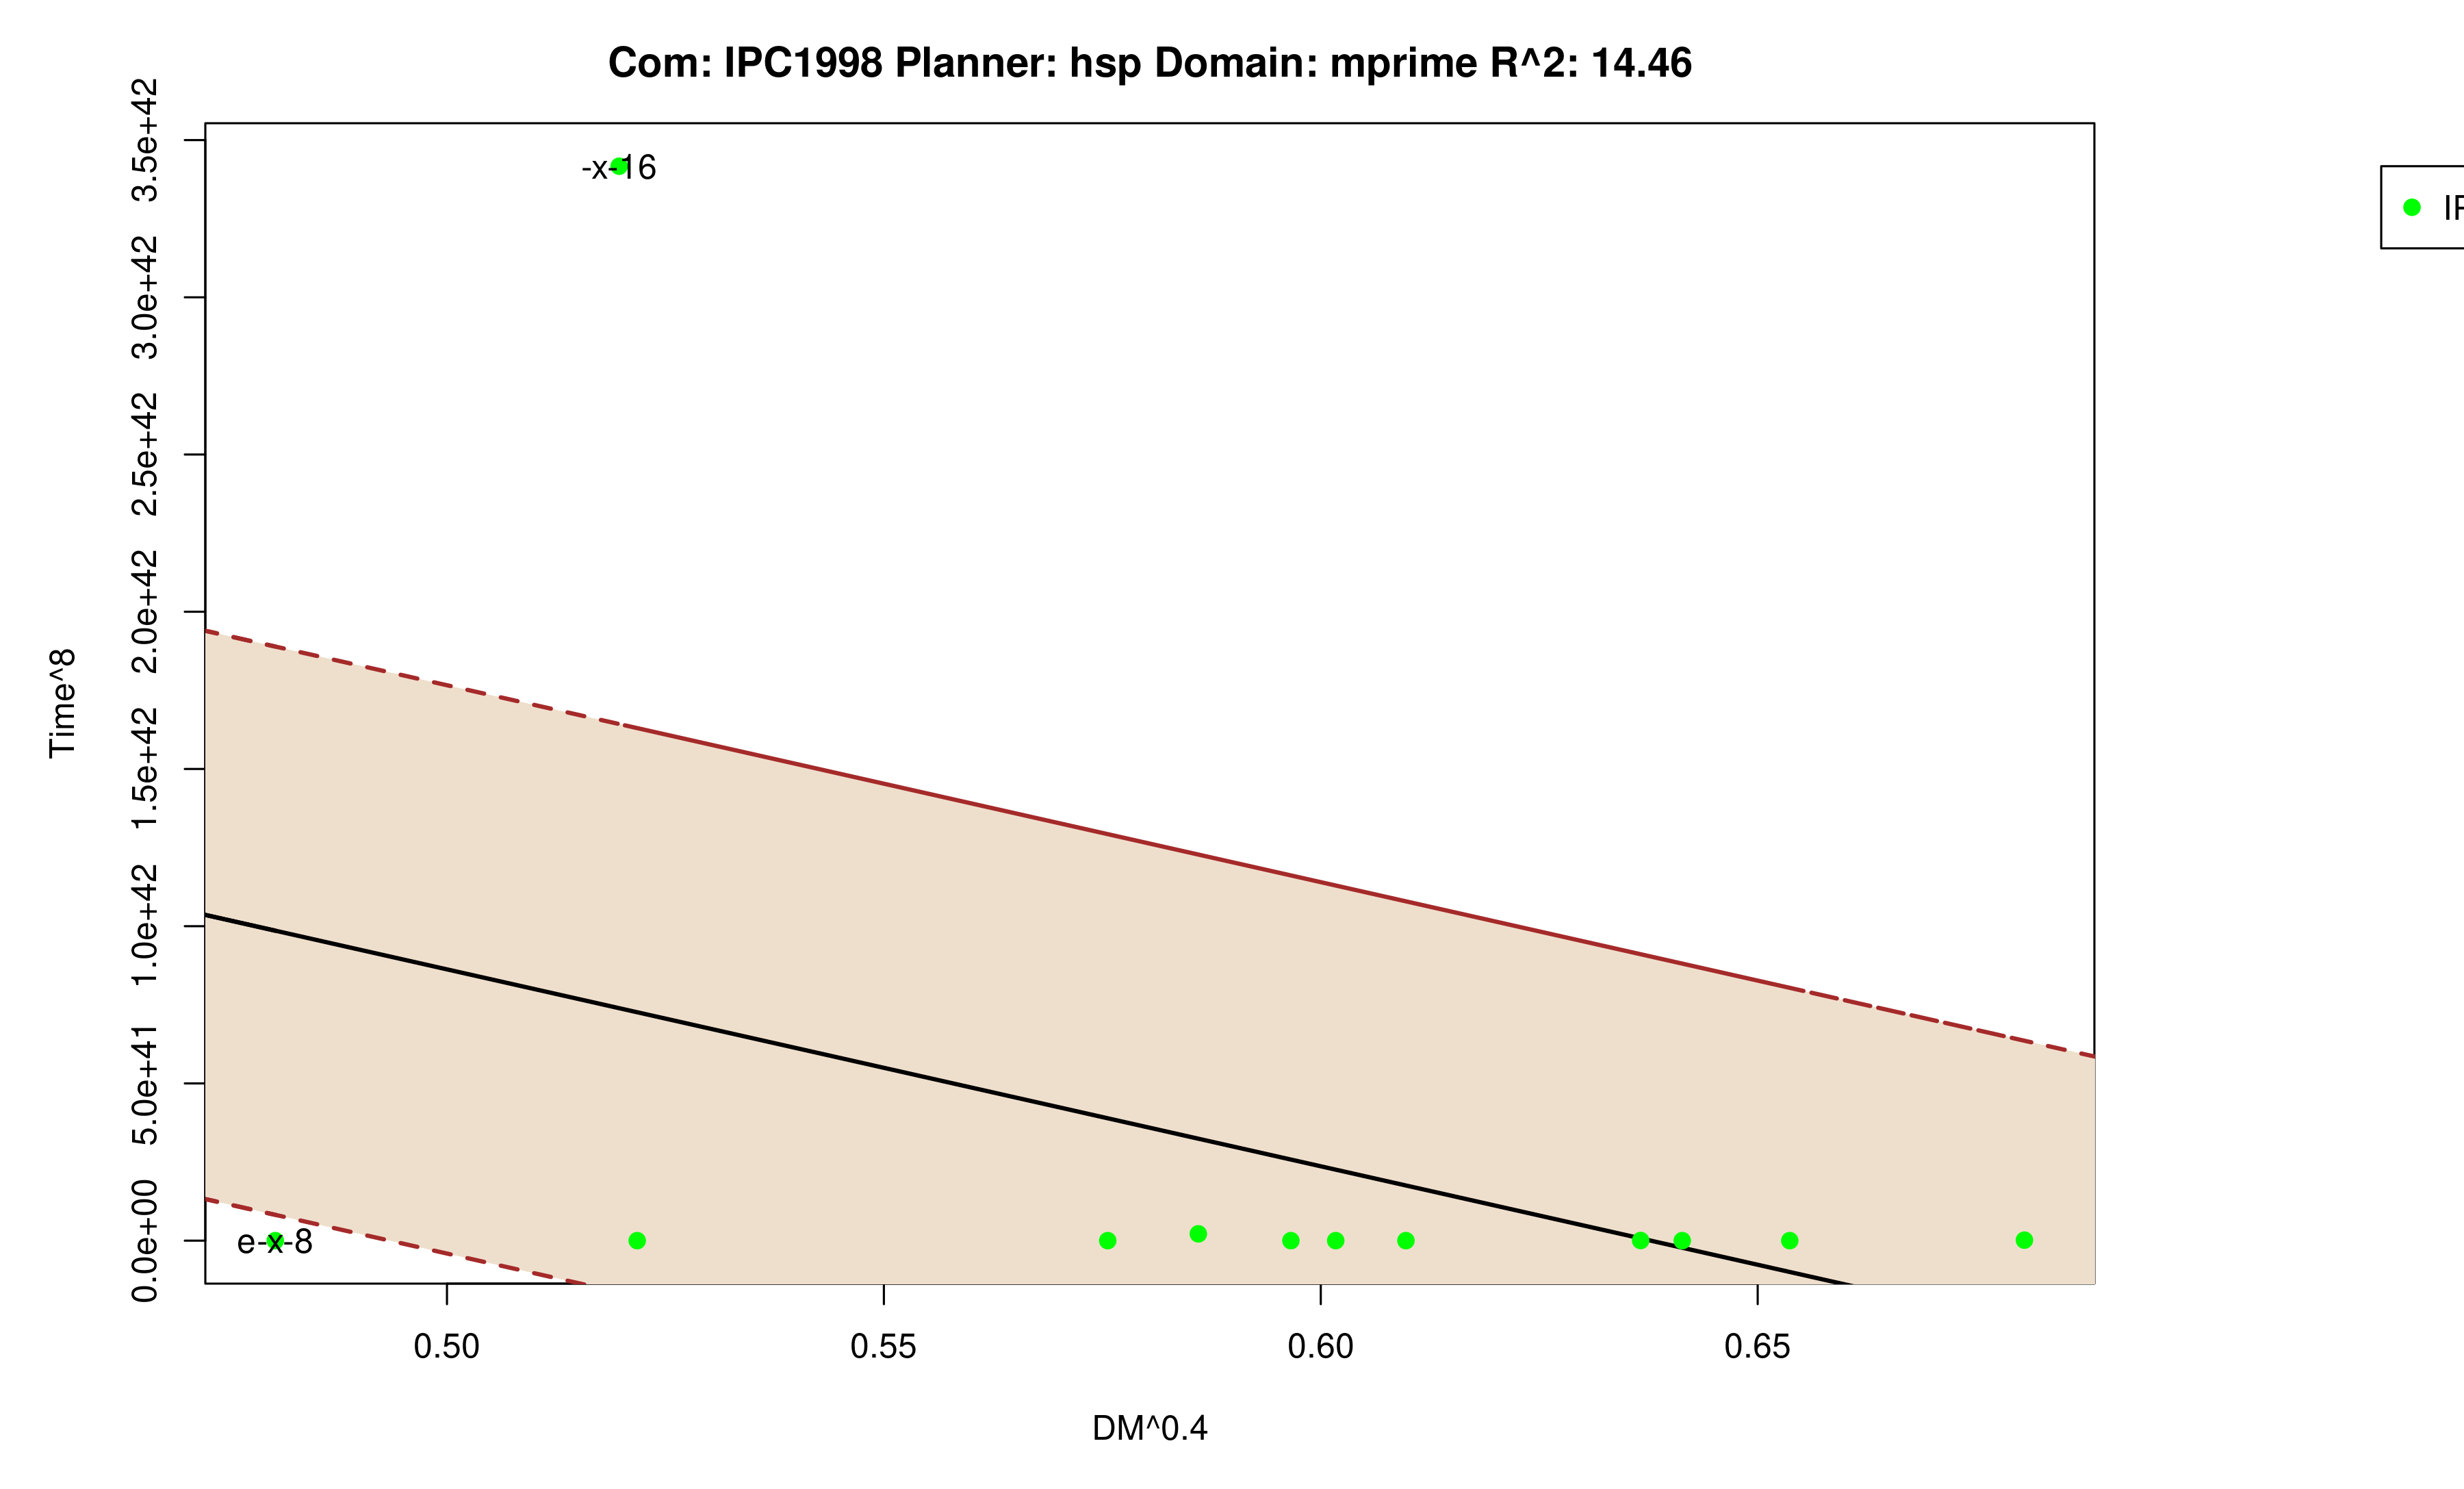 Com: IPC1998 Planner: hsp Domain: mprime R^2: 14.46
3.5e+42
3.0e+42
2.5e+42
2.0e+42
1.5e+42
1.0e+42
5.0e+41
0.0e+00
Time^8
-x-16
e-x-8
0.50
0.55
0.60
0.65
DM^0.4